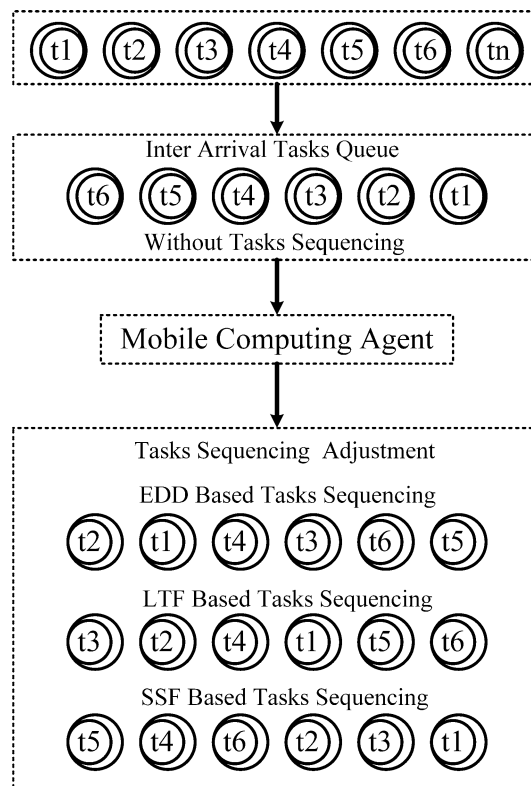 t1 t2 t3 t4 t5 t6 tn
Inter Arrival Tasks Queue
t6 t5 t4 t3 t2 t1
Without Tasks Sequencing
Mobile Computing Agent
Tasks Sequencing Adjustment
EDD Based Tasks Sequencing
t2 t1 t4 t3 t6 t5
LTF Based Tasks Sequencing
t3 t2 t4 t1 t5 t6
SSF Based Tasks Sequencing
t5 t4 t6 t2 t3 t1